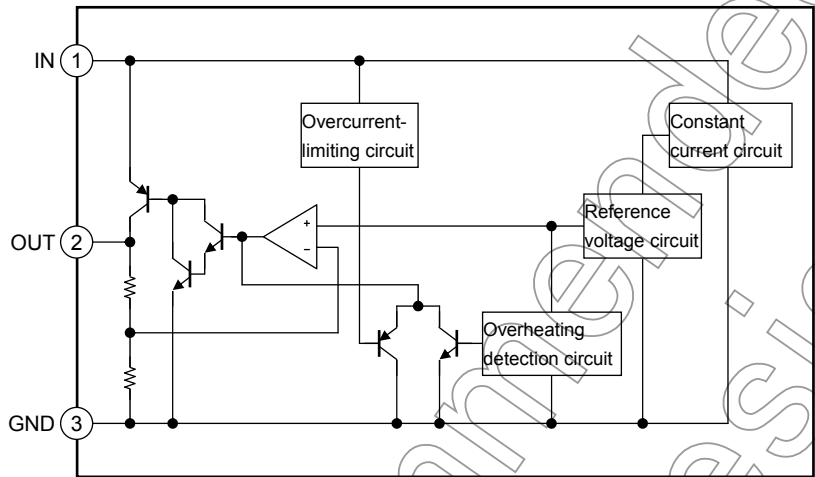 IN 1
Overcurrent-
limiting circuit
Constant
current circuit
Reference
voltage circuit
OUT 2
+
−
Overheating
detection circuit
GND 3